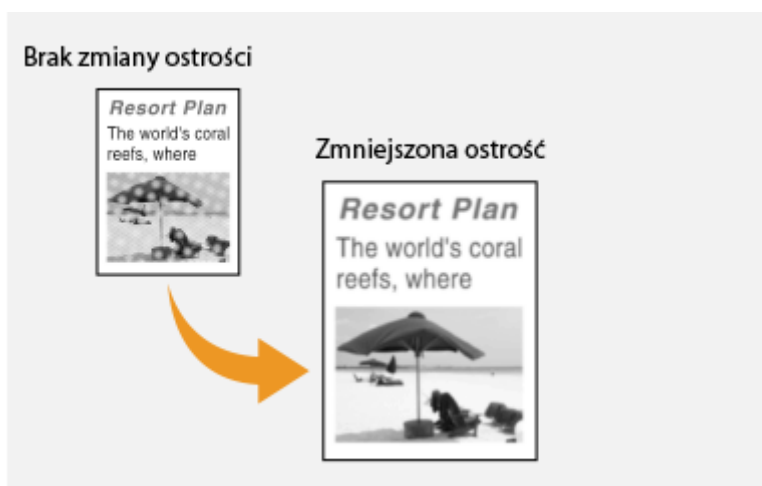 Brak zmiany ostrości
Resort Plan
The world's coral
reefs, where
Zmniejszona ostrość
Resort Plan
The world's coral
reefs, where